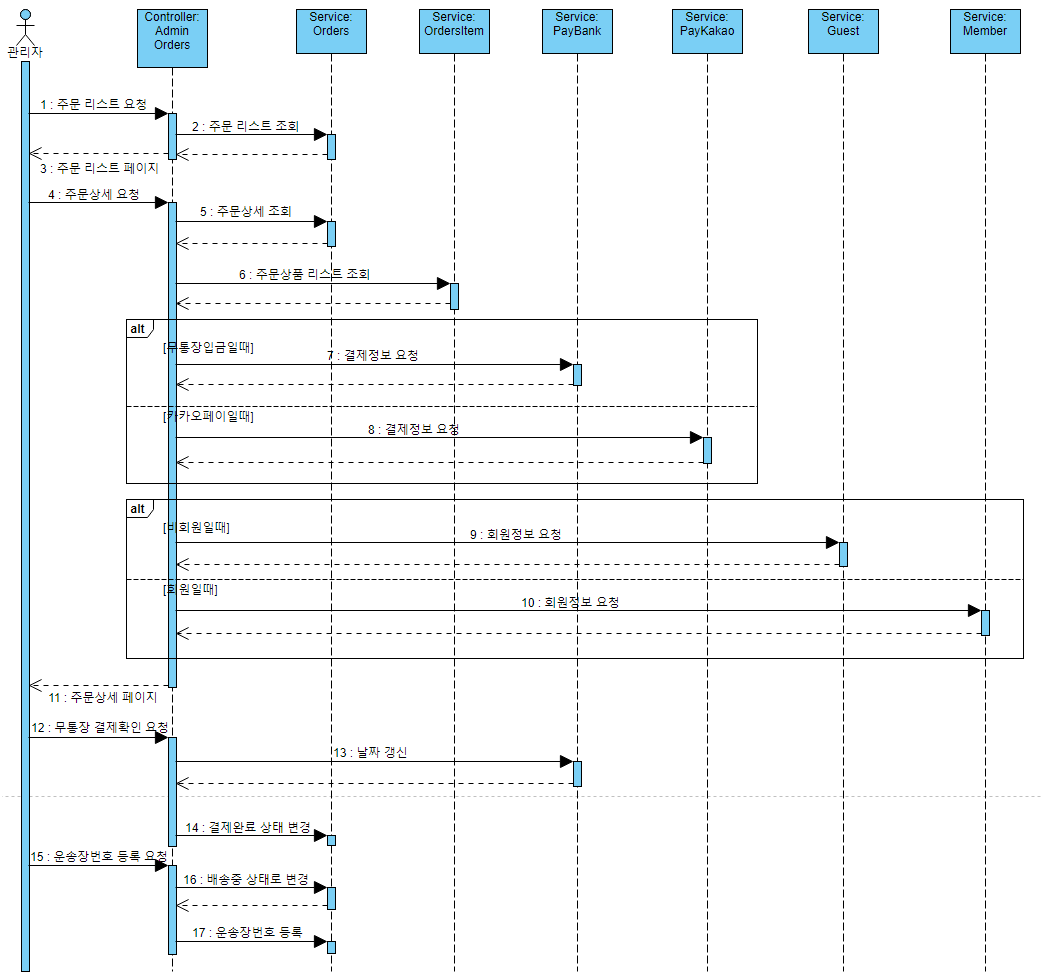 관리자
Controller:
Admin
Orders
Service:
Orders
Service:
OrdersItem
Service:
PayBank
Service:
PayKakao
Service:
Guest
Service:
Member
1 : 주문 리스트 요청
2 : 주문 리스트 조회
3 : 주문 리스트 페이지
4 : 주문상세 요청
5 : 주문상세 조회
6 : 주문상품 리스트 조회
alt
[무통장입금일때]
7 : 결제정보 요청
[카카오페이일때]
8 : 결제정보 요청
alt
[비회원일때]
9 : 회원정보 요청
[회원일때]
10 : 회원정보 요청
11 : 주문상세 페이지
12 : 무통장 결제확인 요청
13 : 날짜 갱신
14 : 결제완료 상태 변경
15 : 운송장번호 등록 요청
16 : 배송중 상태로 변경
17 : 운송장번호 등록